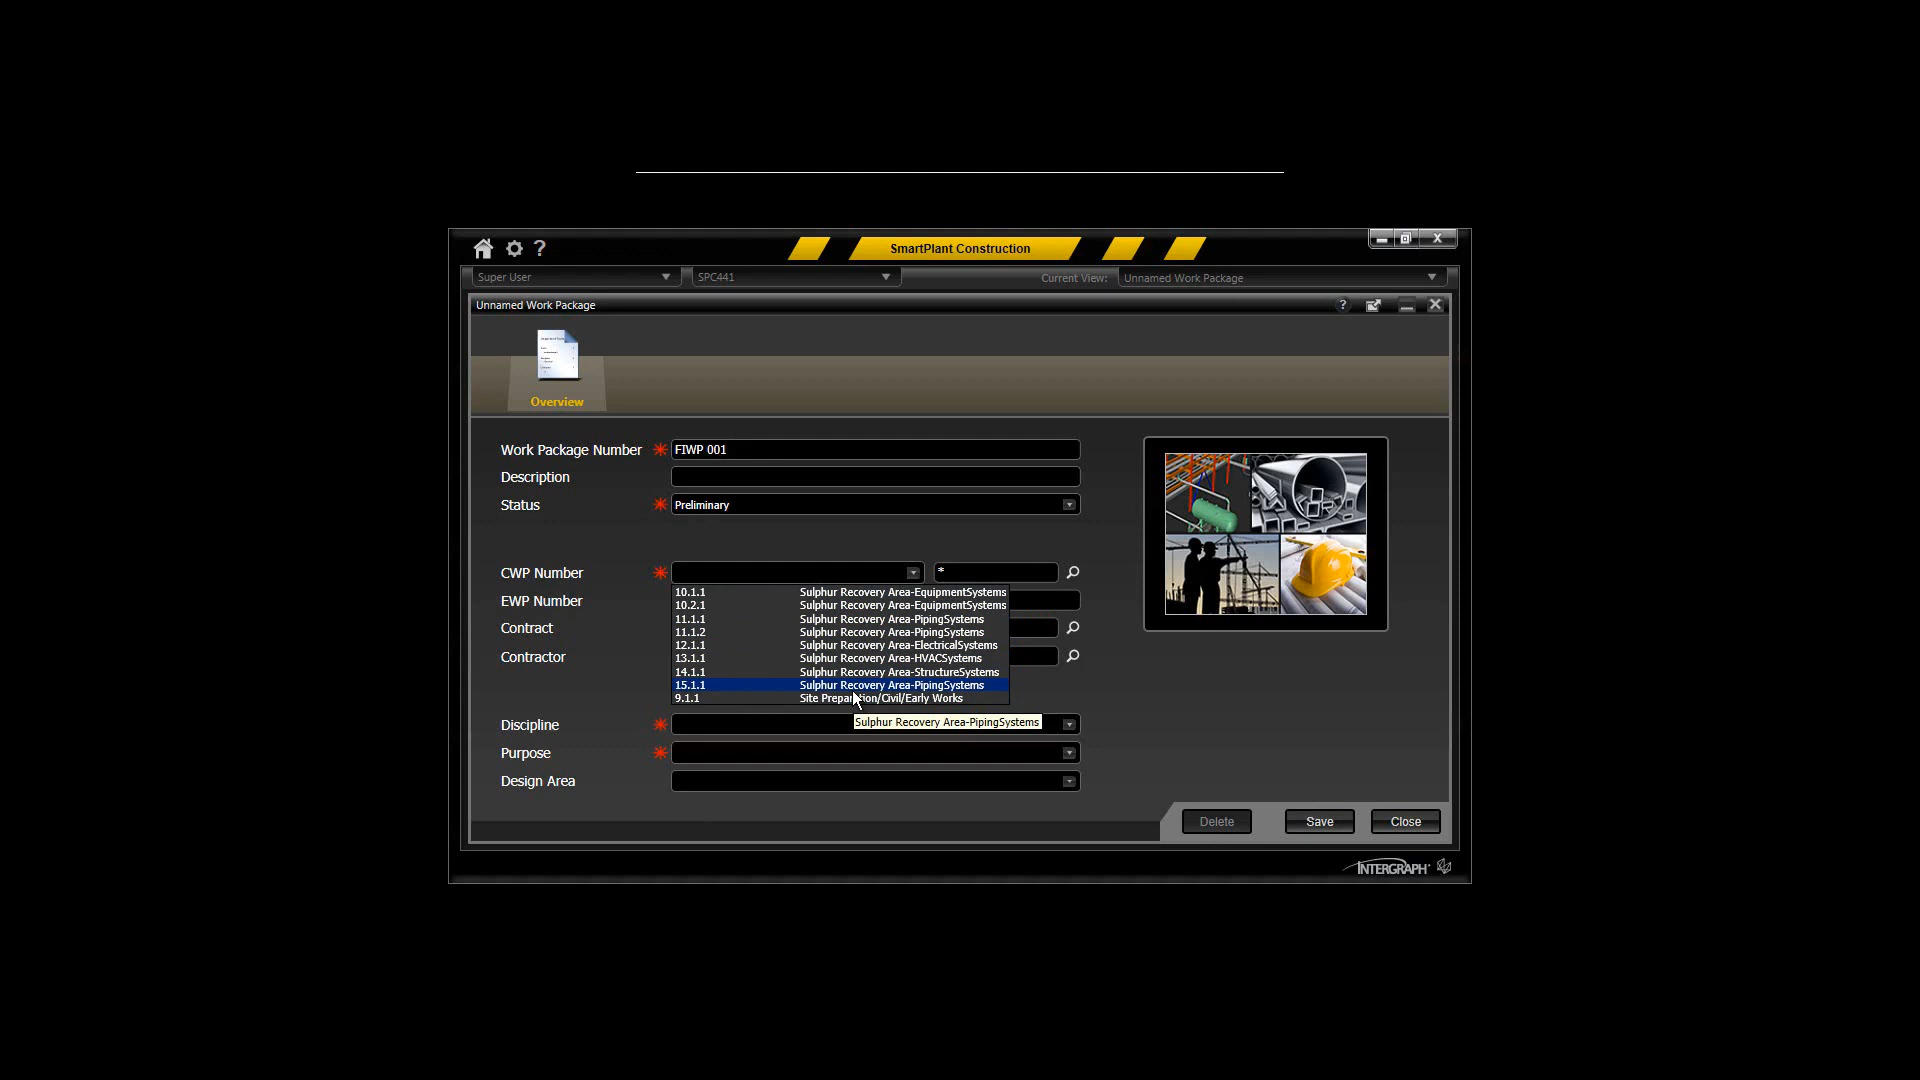 SmartPlant Construction
Super User
SPC441
Current View:
Unnamed Work Package
Unnamed Work Package
Overview
Work Package Number
FIWP 001
Description
Status
Preliminary
CWP Number
*
10.1.1 Sulphur Recovery Area-EquipmentSystems
10.2.1 Sulphur Recovery Area-EquipmentSystems
11.1.1 Sulphur Recovery Area-PipingSystems
11.1.2 Sulphur Recovery Area-PipingSystems
12.1.1 Sulphur Recovery Area-ElectricalSystems
13.1.1 Sulphur Recovery Area-HVACSystems
14.1.1 Sulphur Recovery Area-StructureSystems
15.1.1 Sulphur Recovery Area-PipingSystems
9.1.1 Site Preparation/Civil/Early Works
EWP Number
Contract
Contractor
Sulphur Recovery Area-PipingSystems
Discipline
Purpose
Design Area
Delete
Save
Close
INTERGRAPH